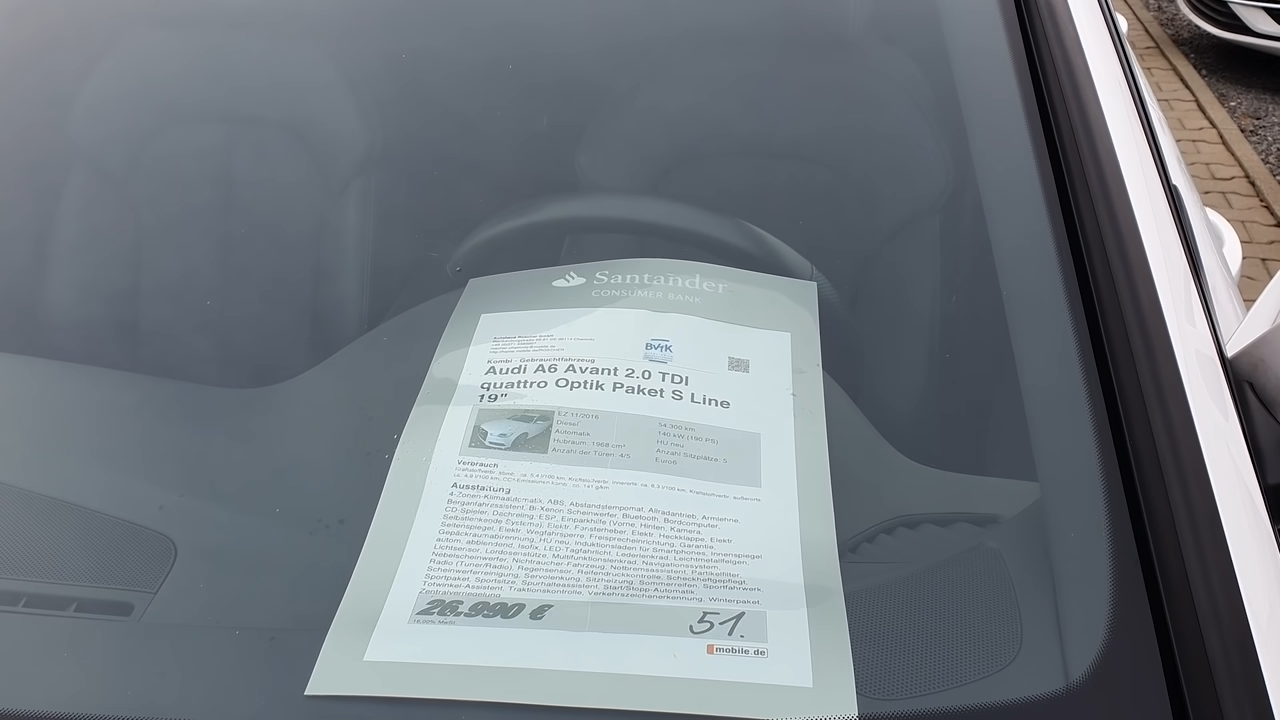 Santander
CONSUMER BANK
BVfK
Kombi - Gebrauchtfahrzeug
Audi A6 Avant 2.0 TDI
quattro Optik Paket S Line
19"
EZ 11/2016
Diesel
Automatik
Hubraum: 1968 cm³
Anzahl der Türen: 4/5
54.300 km
140 kW (190 PS)
HU neu
Anzahl Sitzplätze: 5
Euro6
Verbrauch
Ausstattung
4-Zonen-Klimaautomatik, ABS, Abstandstempomat, Allradantrieb, Armlehne,
Berganfahrassistent, Bi-Xenon Scheinwerfer, Bluetooth, Bordcomputer,
CD-Spieler, Dachreling, ESP, Einparkhilfe (Vorne, Hinten, Kamera,
Selbstlenkende Systeme), Elektr. Fensterheber, Elektr. Heckklappe, Elektr.
Seitenspiegel, Elektr. Wegfahrsperre, Freisprecheinrichtung, Garantie,
Gepäckraumabtrennung, HU neu, Induktionsladen für Smartphones, Innenspiegel
autom. abblendend, Isofix, LED-Tagfahrlicht, Lederlenkrad, Leichtmetallfelgen,
Lichtsensor, Lordosenstütze, Multifunktionslenkrad, Navigationssystem,
Nebelscheinwerfer, Nichtraucher-Fahrzeug, Notbremsassistent, Partikelfilter,
Radio (Tuner/Radio), Regensensor, Reifendruckkontrolle, Scheckheftgepflegt,
Scheinwerferreinigung, Servolenkung, Sitzheizung, Sommerreifen, Sportfahrwerk,
Sportpaket, Sportsitze, Spurhalteassistent, Start/Stopp-Automatik,
Totwinkel-Assistent, Traktionskontrolle, Verkehrszeichenerkennung, Winterpaket,
Zentralverriegelung
26.990 €
51.
16.00% MwSt
mobile.de